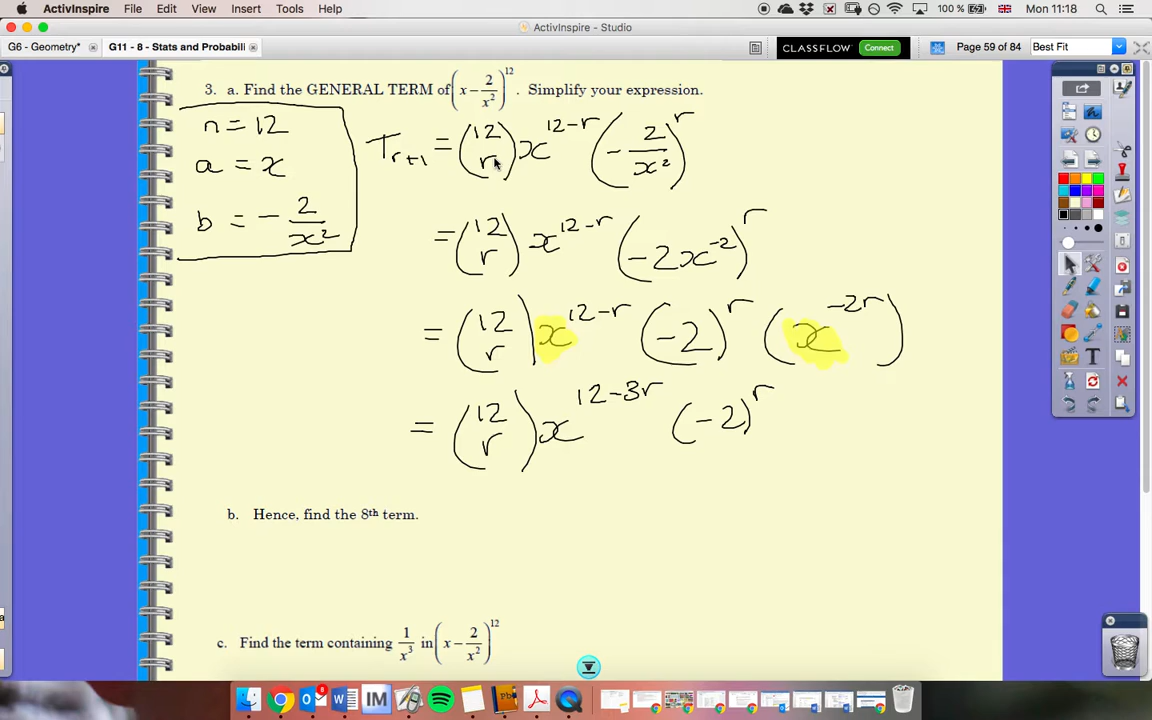 ActivInspire File Edit View Insert Tools Help 100 % Mon 11:18
ActivInspire - Studio
G6 - Geometry* G11 - 8 - Stats and Probabili CLASSFLOW Connect Page 59 of 84 Best Fit
3. a. Find the GENERAL TERM of (x - 2/x²)¹². Simplify your expression.
n = 12
a = x
b = - 2/x²
T_{r+1} = (12 r) x^{12-r} (- 2/x²)^r
= (12 r) x^{12-r} (-2x^{-2})^r
= (12 r) x^{12-r} (-2)^r (x^{-2r})
= (12 r) x^{12-3r} (-2)^r
b. Hence, find the 8th term.
c. Find the term containing 1/x³ in (x - 2/x²)¹²